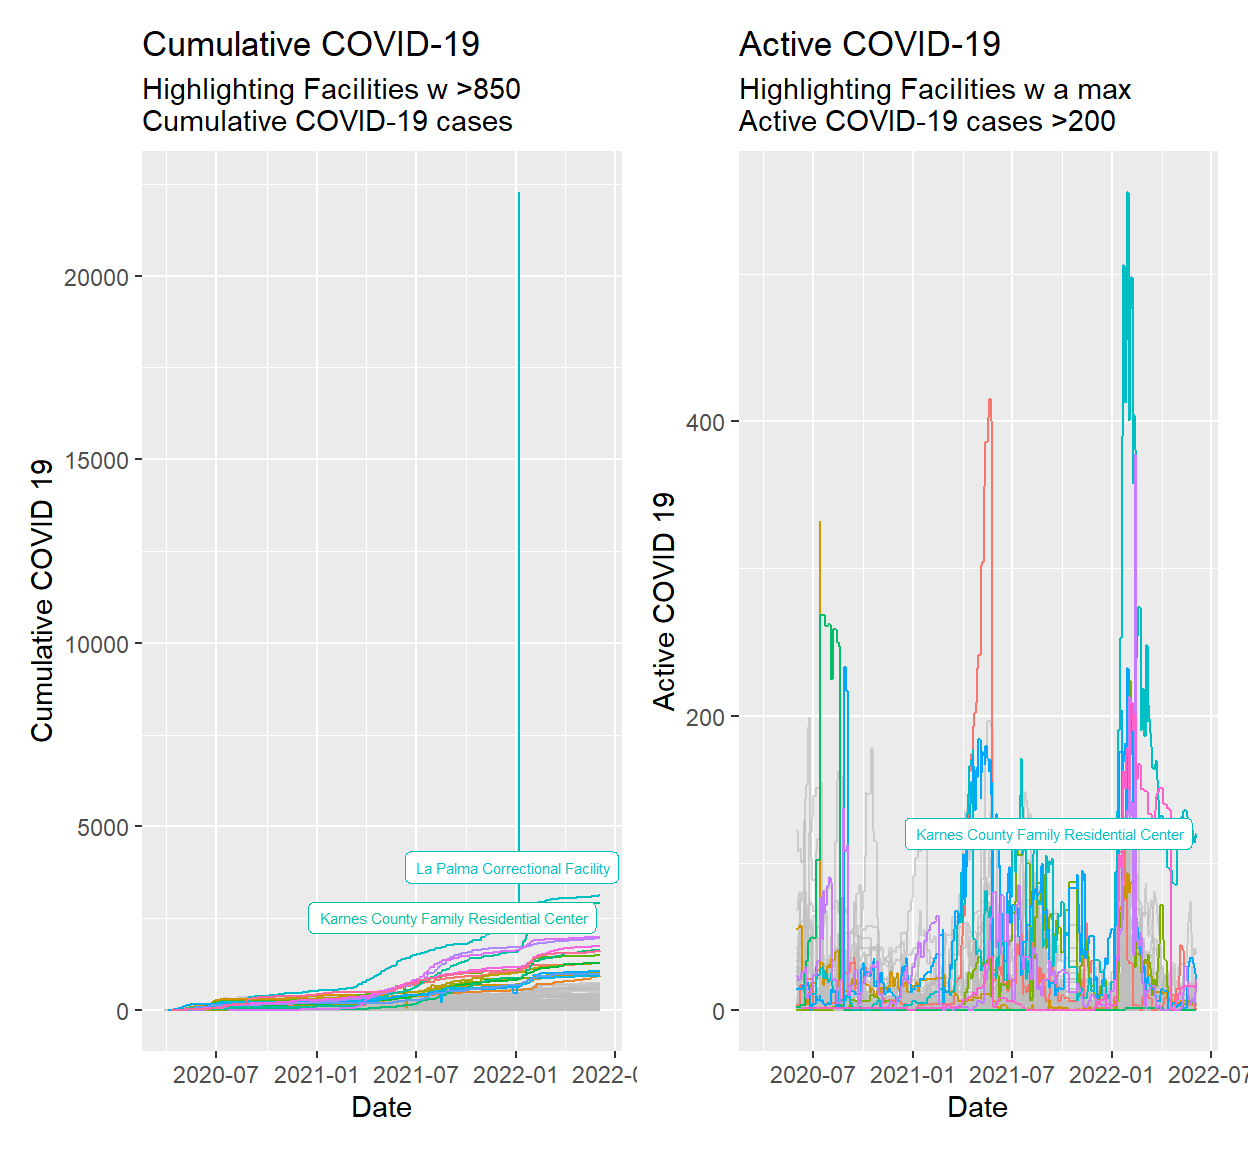 Cumulative COVID-19
Highlighting Facilities w >850
Cumulative COVID-19 cases
Cumulative COVID 19
20000
15000
10000
5000
0
La Palma Correctional Facility
Karnes County Family Residential Center
2020-07 2021-01 2021-07 2022-01 2022-0
Date
Active COVID-19
Highlighting Facilities w a max
Active COVID-19 cases >200
Active COVID 19
400
200
0
Karnes County Family Residential Center
2020-07 2021-01 2021-07 2022-01 2022-07
Date